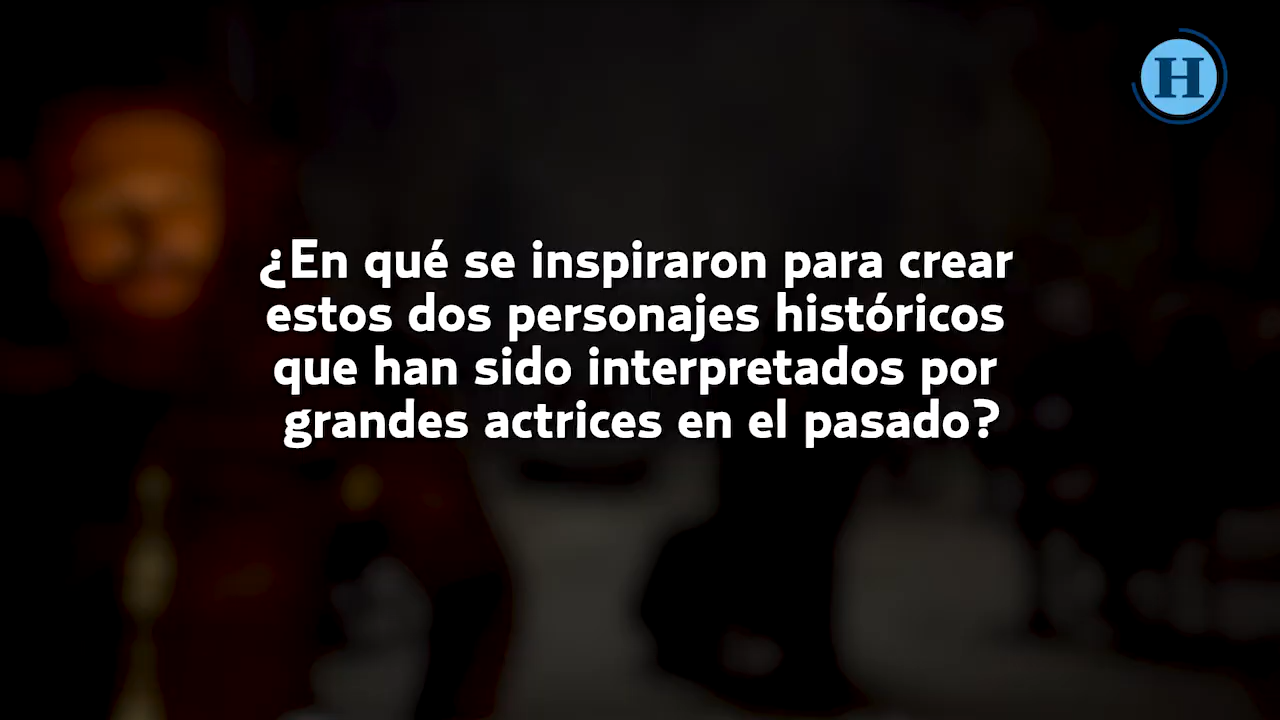 H
¿En qué se inspiraron para crear
estos dos personajes históricos
que han sido interpretados por
grandes actrices en el pasado?